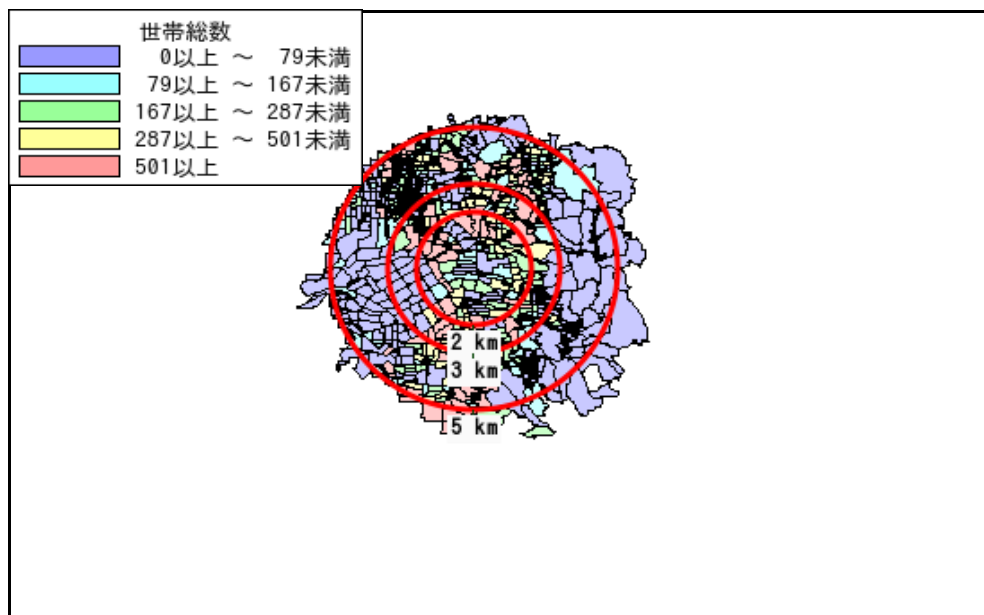 世帯総数
0以上 ～ 79未満
79以上 ～ 167未満
167以上 ～ 287未満
287以上 ～ 501未満
501以上
2 km
3 km
5 km